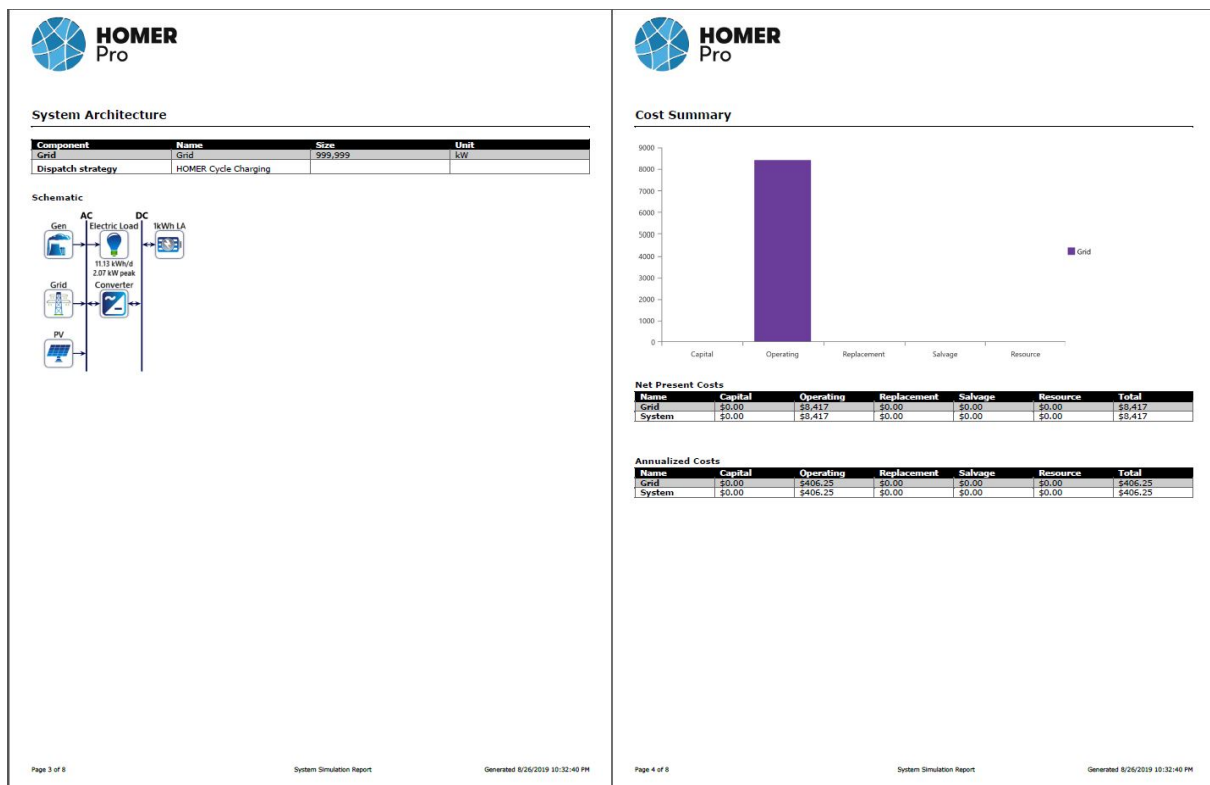 HOMER
Pro
System Architecture
Component Name Size Unit
Grid Grid 999,999 kW
Dispatch strategy HOMER Cycle Charging
Schematic
AC DC
Gen Electric Load 1kWh LA
11.13 kWh/d
2.07 kW peak
Grid Converter
PV
Page 3 of 8 System Simulation Report Generated 8/26/2019 10:32:40 PM
HOMER
Pro
Cost Summary
9000
8000
7000
6000
5000
4000
3000
2000
1000
0
Grid
Capital Operating Replacement Salvage Resource
Net Present Costs
Name Capital Operating Replacement Salvage Resource Total
Grid $0.00 $8,417 $0.00 $0.00 $0.00 $8,417
System $0.00 $8,417 $0.00 $0.00 $0.00 $8,417
Annualized Costs
Name Capital Operating Replacement Salvage Resource Total
Grid $0.00 $406.25 $0.00 $0.00 $0.00 $406.25
System $0.00 $406.25 $0.00 $0.00 $0.00 $406.25
Page 4 of 8 System Simulation Report Generated 8/26/2019 10:32:40 PM